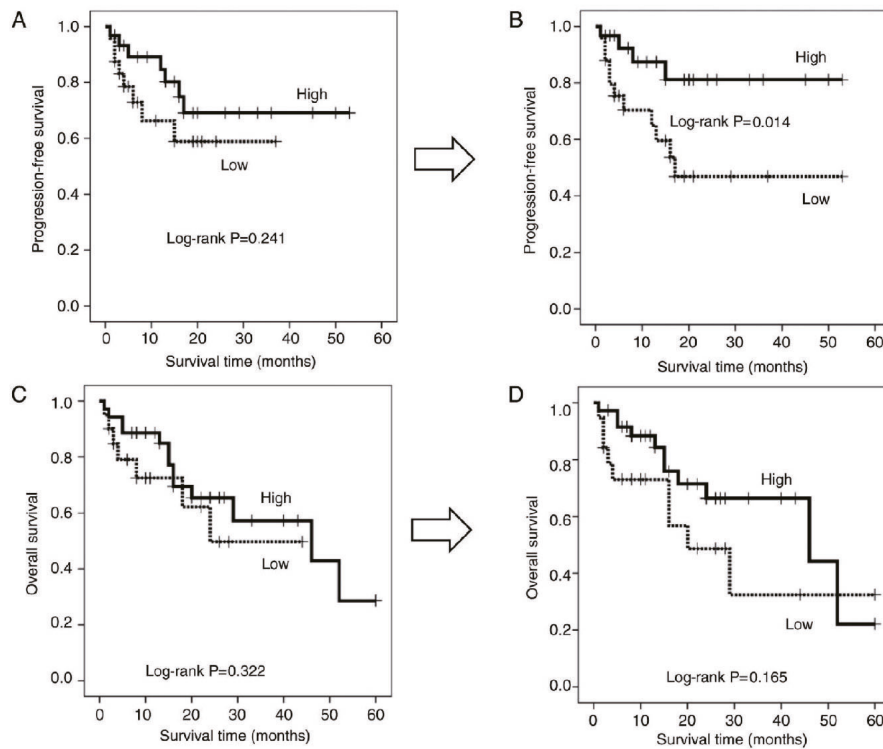 A
Progression-free survival
1.0
0.8
0.6
0.4
0.2
0.0
High
Low
Log-rank P=0.241
0 10 20 30 40 50 60
Survival time (months)
B
Progression-free survival
1.0
0.8
0.6
0.4
0.2
0.0
High
Log-rank P=0.014
Low
0 10 20 30 40 50 60
Survival time (months)
C
Overall survival
1.0
0.8
0.6
0.4
0.2
0.0
High
Low
Log-rank P=0.322
0 10 20 30 40 50 60
Survival time (months)
D
Overall survival
1.0
0.8
0.6
0.4
0.2
0.0
High
Low
Log-rank P=0.165
0 10 20 30 40 50 60
Survival time (months)